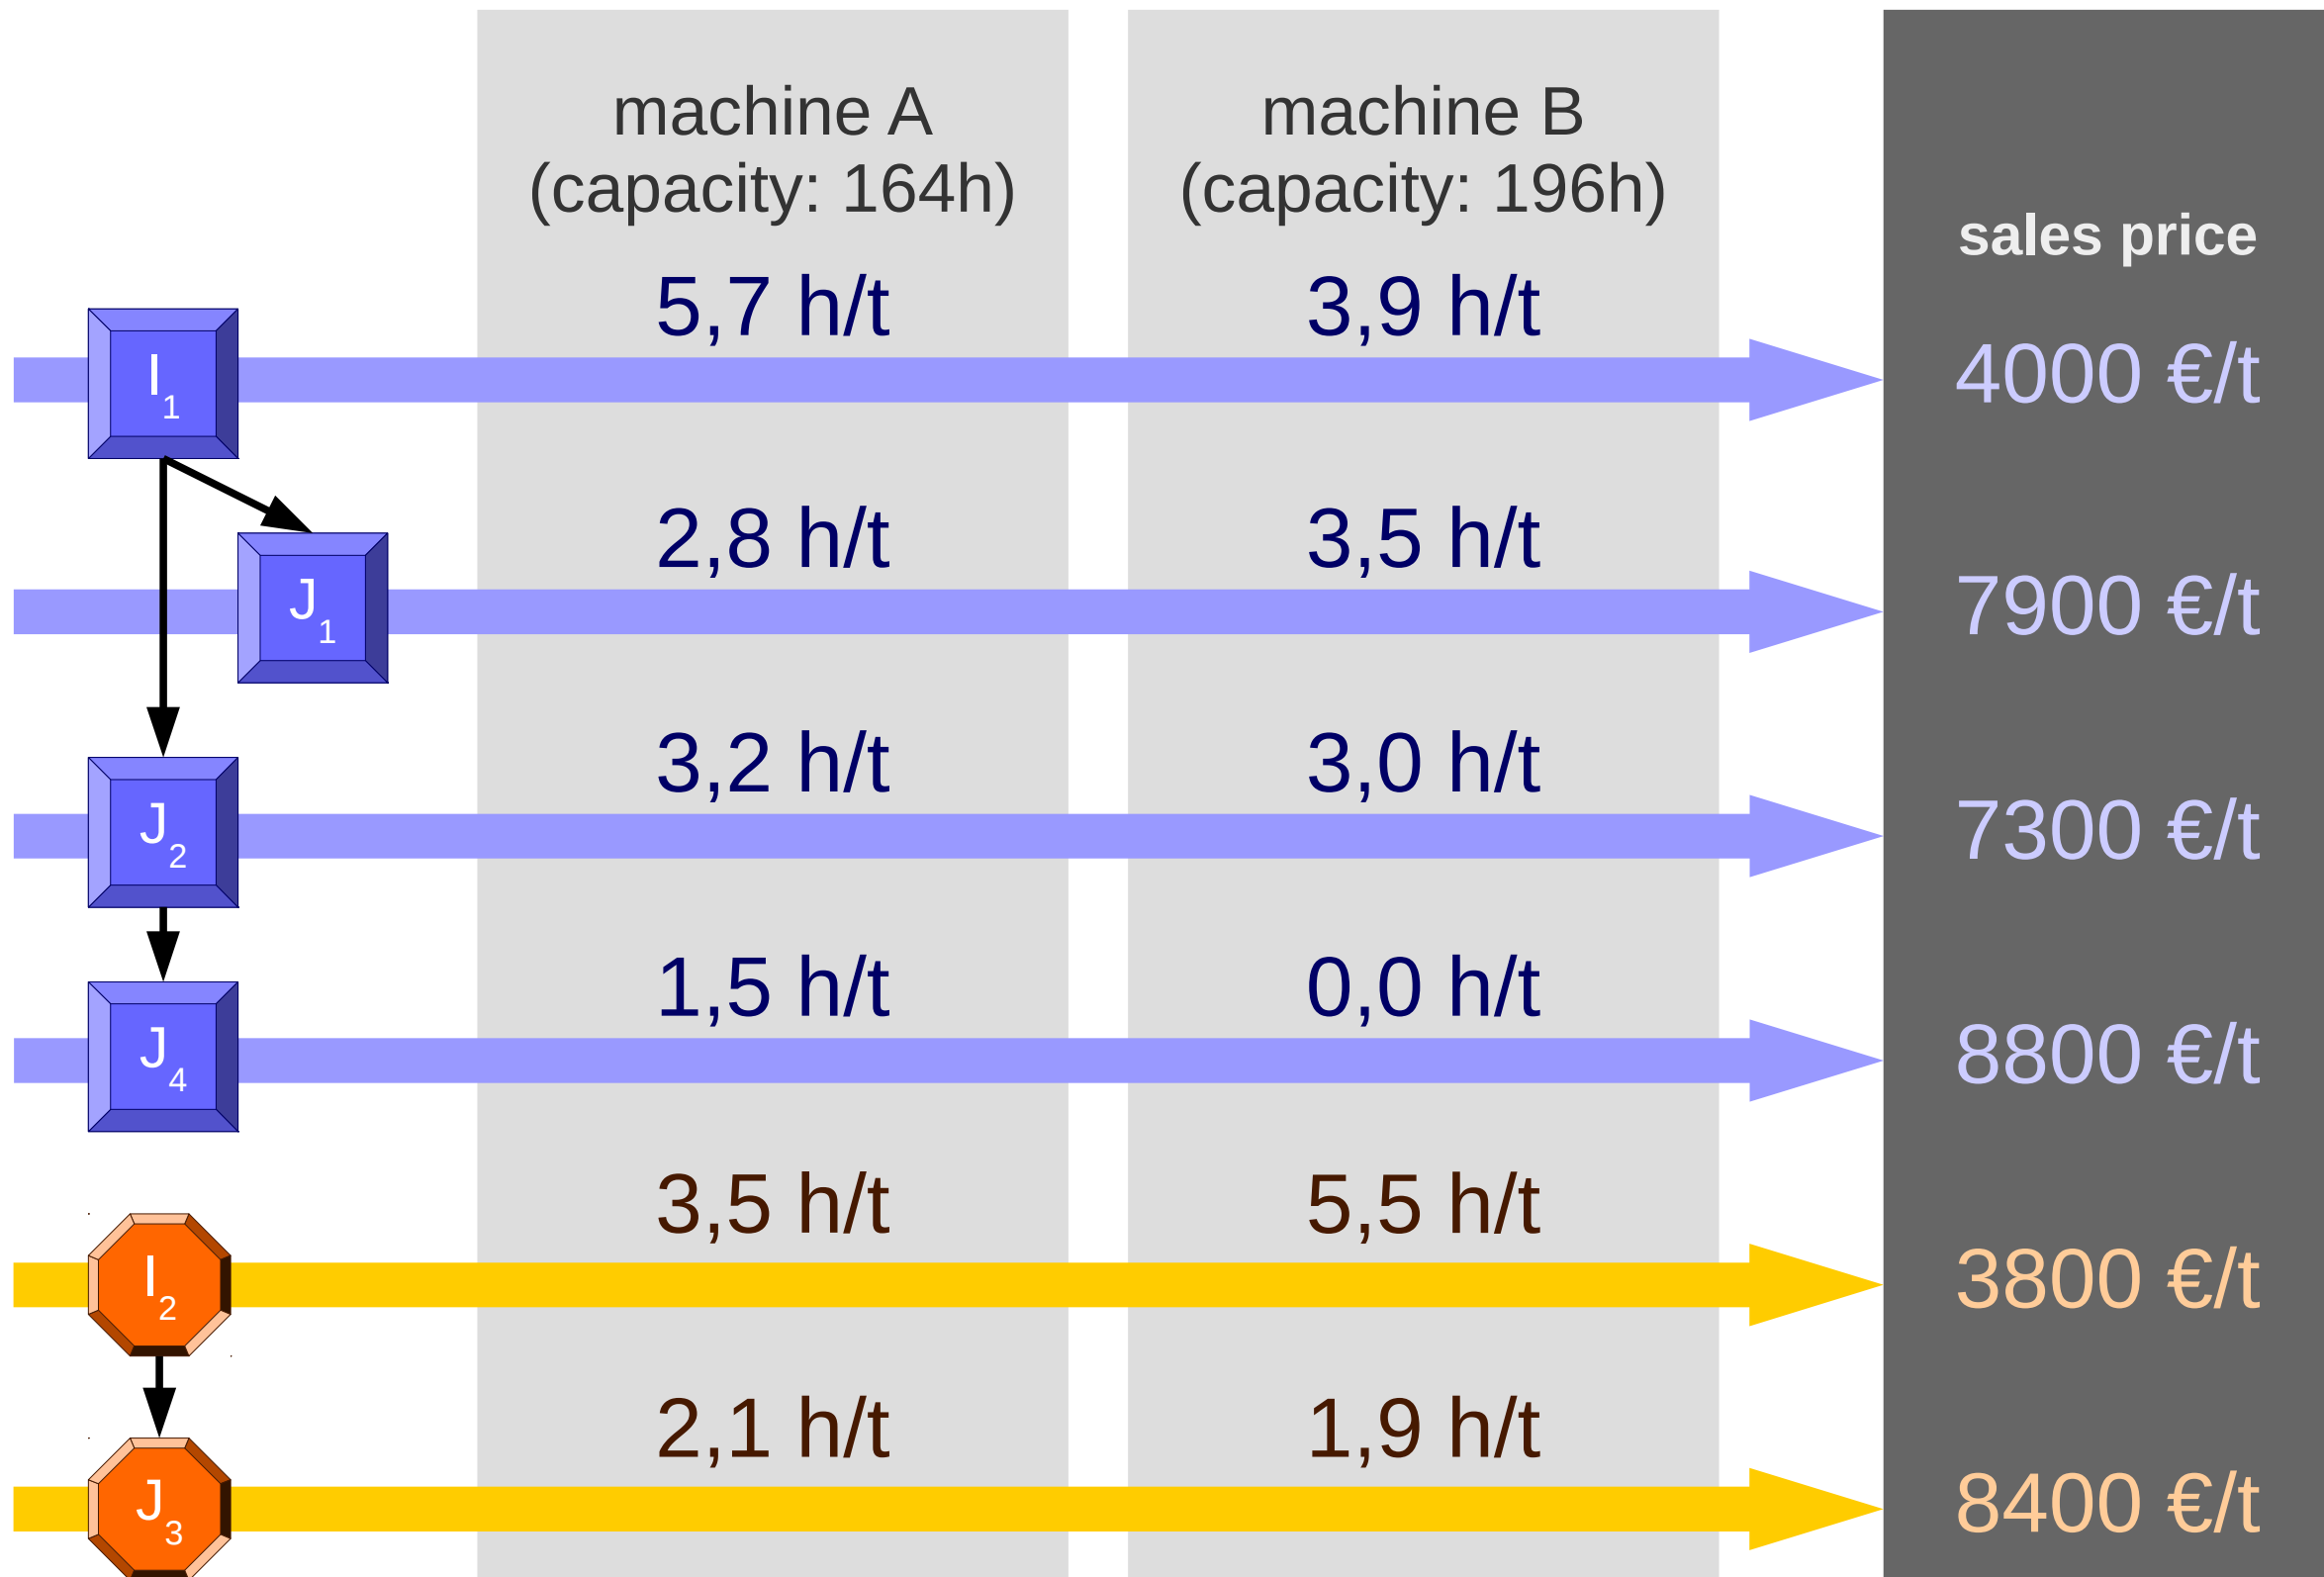 machine A
(capacity: 164h)
machine B
(capacity: 196h)
sales price
5,7 h/t
3,9 h/t
I1
4000 €/t
2,8 h/t
3,5 h/t
J1
7900 €/t
3,2 h/t
3,0 h/t
J2
7300 €/t
1,5 h/t
0,0 h/t
J4
8800 €/t
3,5 h/t
5,5 h/t
I2
3800 €/t
2,1 h/t
1,9 h/t
J3
8400 €/t